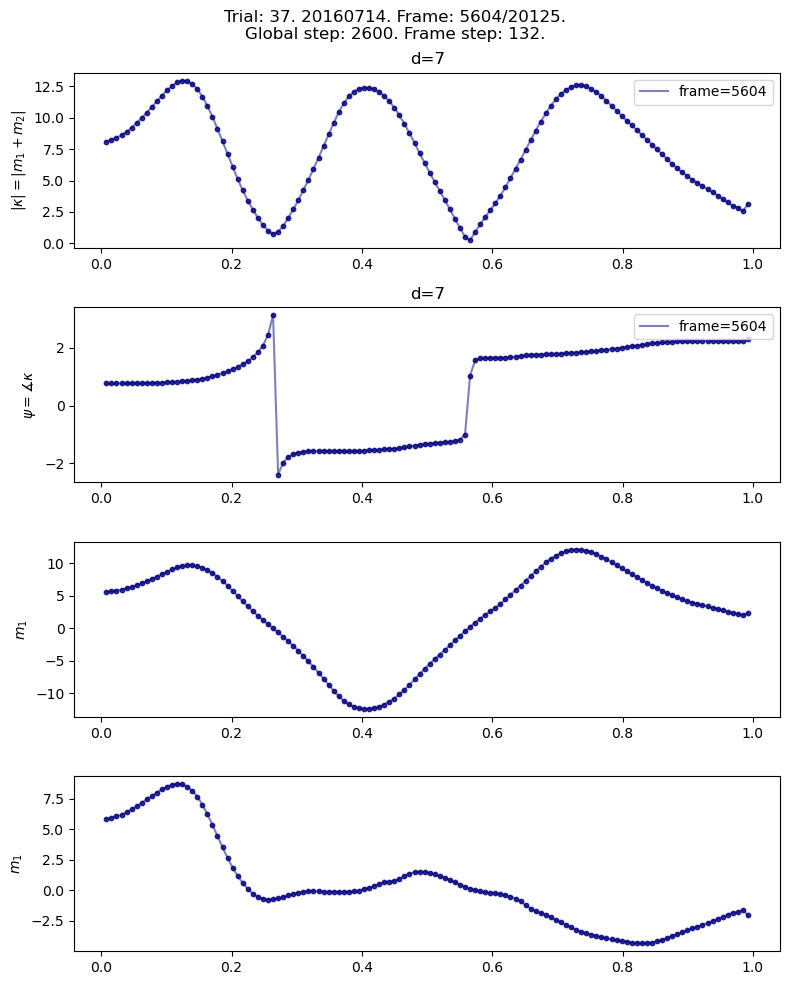 Trial: 37. 20160714. Frame: 5604/20125.
Global step: 2600. Frame step: 132.
d=7
|κ| = |m₁ + m₂|
12.5
10.0
7.5
5.0
2.5
0.0
frame=5604
0.0 0.2 0.4 0.6 0.8 1.0
d=7
ψ = ∡κ
2
0
−2
frame=5604
0.0 0.2 0.4 0.6 0.8 1.0
m₁
10
5
0
−5
−10
0.0 0.2 0.4 0.6 0.8 1.0
m₁
7.5
5.0
2.5
0.0
−2.5
0.0 0.2 0.4 0.6 0.8 1.0